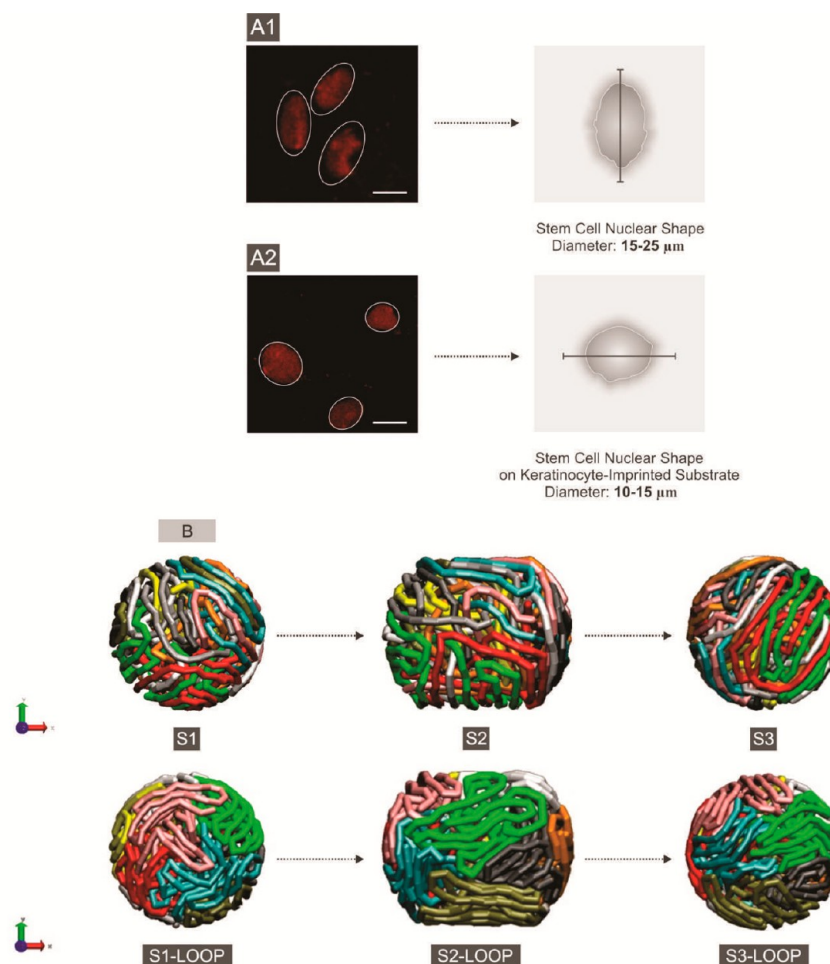 A1
Stem Cell Nuclear Shape
Diameter: 15-25 µm
A2
Stem Cell Nuclear Shape
on Keratinocyte-Imprinted Substrate
Diameter: 10-15 µm
B
S1
S2
S3
S1-LOOP
S2-LOOP
S3-LOOP